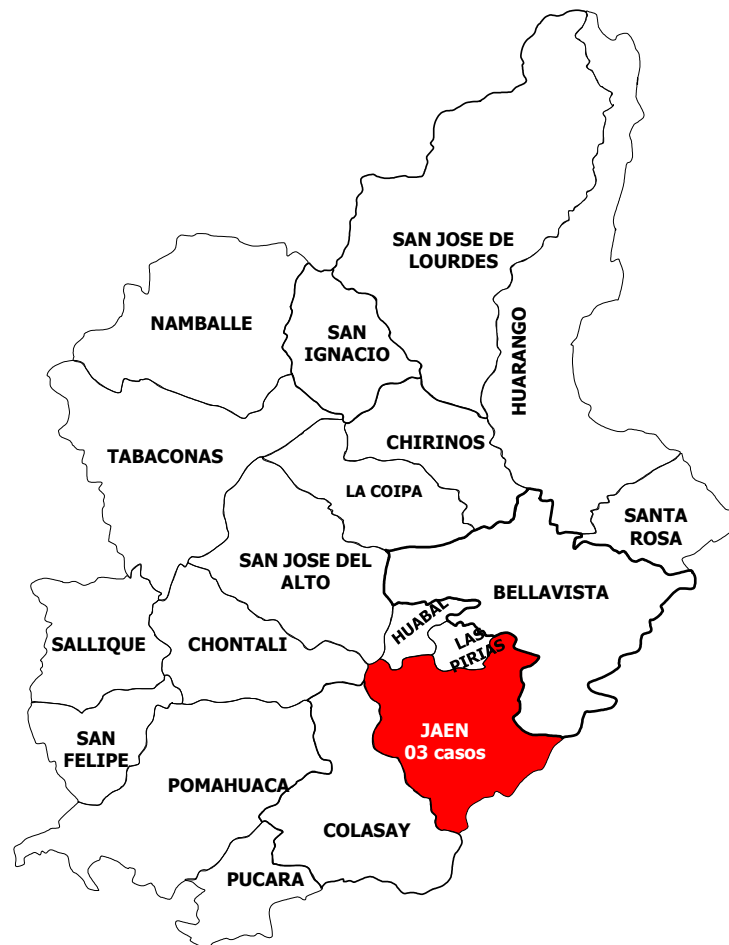 SAN JOSE DE
LOURDES
NAMBALLE
SAN
IGNACIO
HUARANGO
CHIRINOS
TABACONAS
LA COIPA
SANTA
ROSA
SAN JOSE DEL
ALTO
BELLAVISTA
HUABAL
LAS
PIRIAS
SALLIQUE
CHONTALI
JAEN
03 casos
SAN
FELIPE
POMAHUACA
COLASAY
PUCARA